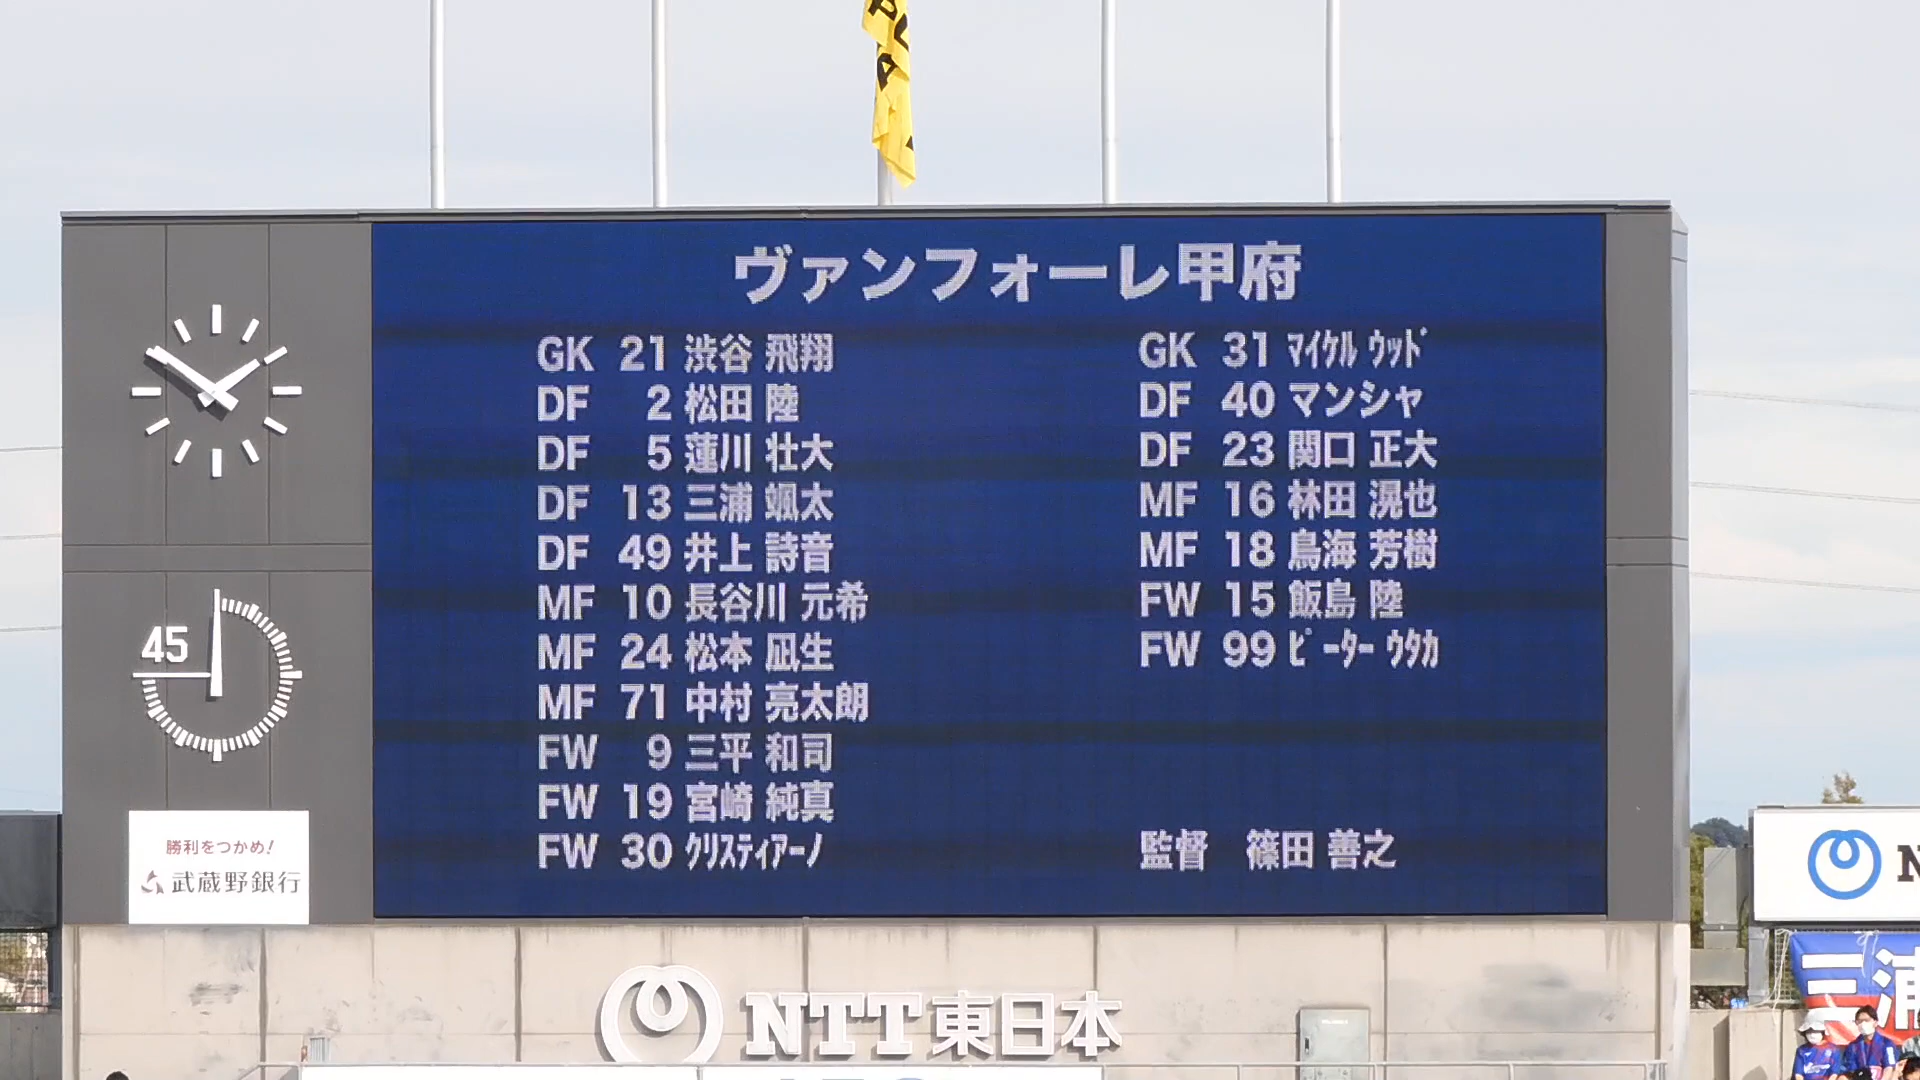 ヴァンフォーレ甲府
GK 21 渋谷 飛翔
DF 2 松田 陸
DF 5 蓮川 壮大
DF 13 三浦 颯太
DF 49 井上 詩音
MF 10 長谷川 元希
MF 24 松本 凪生
MF 71 中村 亮太朗
FW 9 三平 和司
FW 19 宮崎 純真
FW 30 ｸﾘｽﾃｨｱｰﾉ
GK 31 ﾏｲｹﾙ ｳｯﾄﾞ
DF 40 マンシャ
DF 23 関口 正大
MF 16 林田 滉也
MF 18 鳥海 芳樹
FW 15 飯島 陸
FW 99 ﾋﾟｰﾀｰ ｳﾀｶ
監督 篠田 善之
45
勝利をつかめ!
武蔵野銀行
NTT東日本
三浦